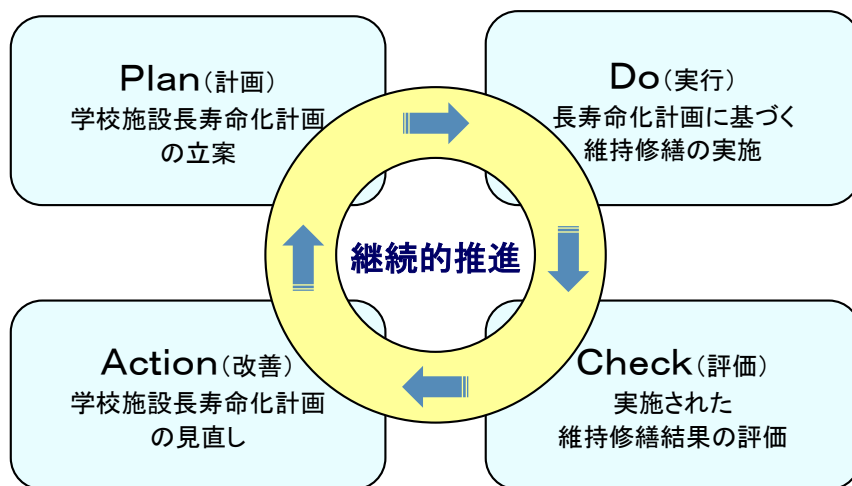 Plan(計画)
学校施設長寿命化計画
の立案
Do(実行)
長寿命化計画に基づく
維持修繕の実施
継続的推進
Action(改善)
学校施設長寿命化計画
の見直し
Check(評価)
実施された
維持修繕結果の評価